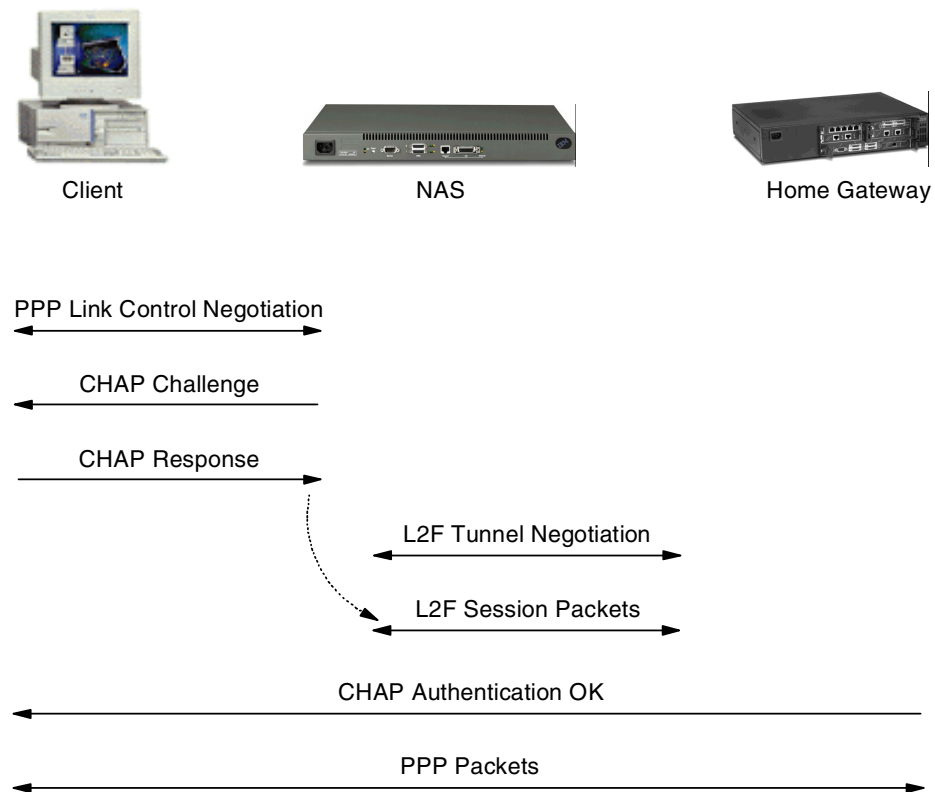 Client
NAS
Home Gateway
PPP Link Control Negotiation
CHAP Challenge
CHAP Response
L2F Tunnel Negotiation
L2F Session Packets
CHAP Authentication OK
PPP Packets